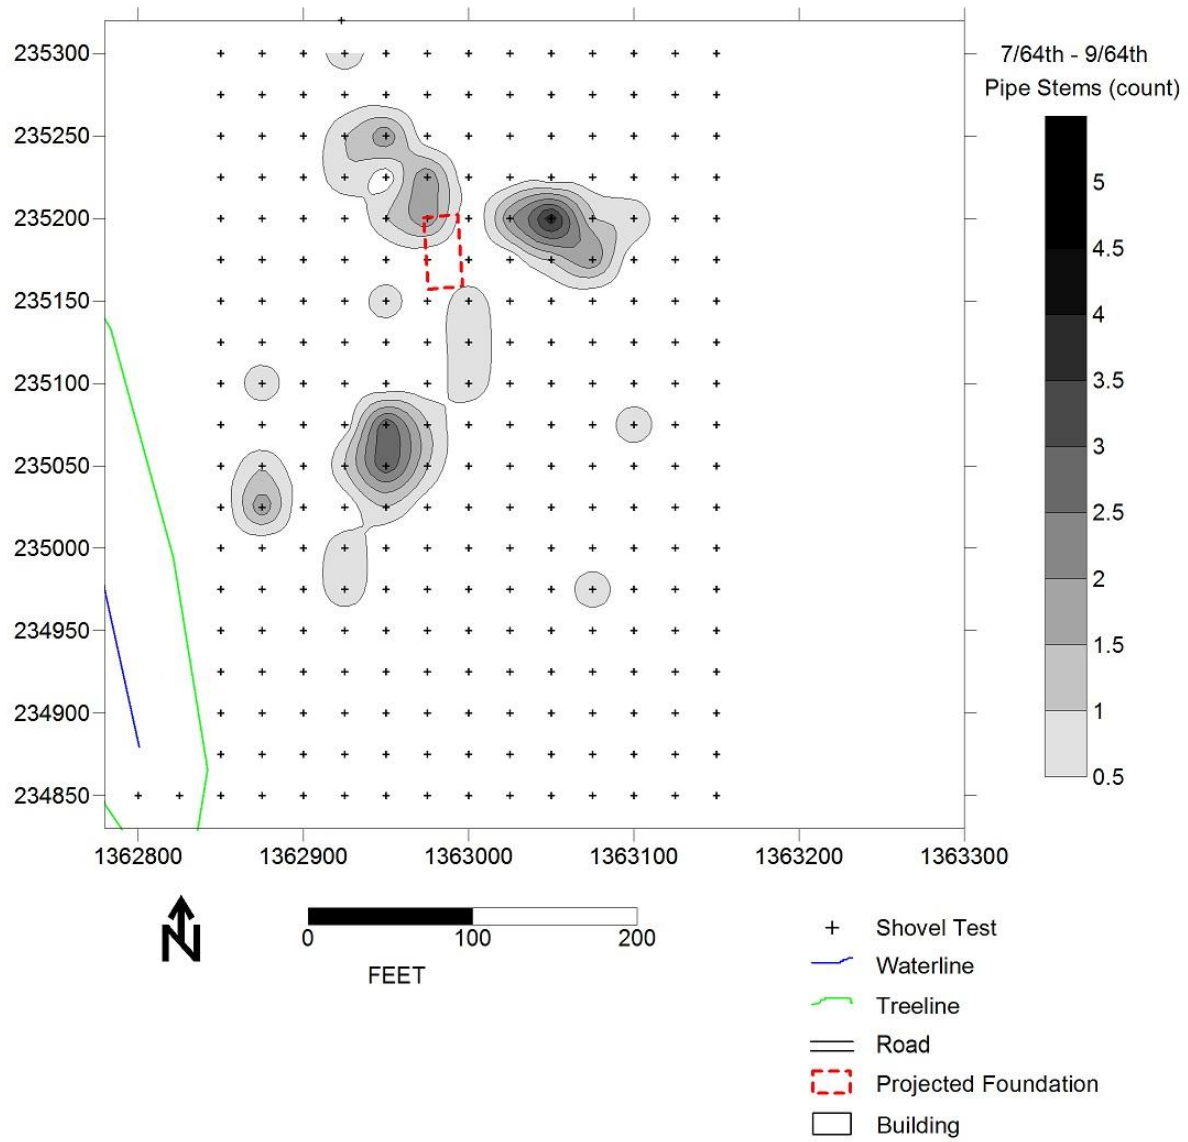 235300
235250
235200
235150
235100
235050
235000
234950
234900
234850
1362800 1362900 1363000 1363100 1363200 1363300
7/64th - 9/64th
Pipe Stems (count)
5
4.5
4
3.5
3
2.5
2
1.5
1
0.5
N
0 100 200
FEET
Shovel Test
Waterline
Treeline
Road
Projected Foundation
Building